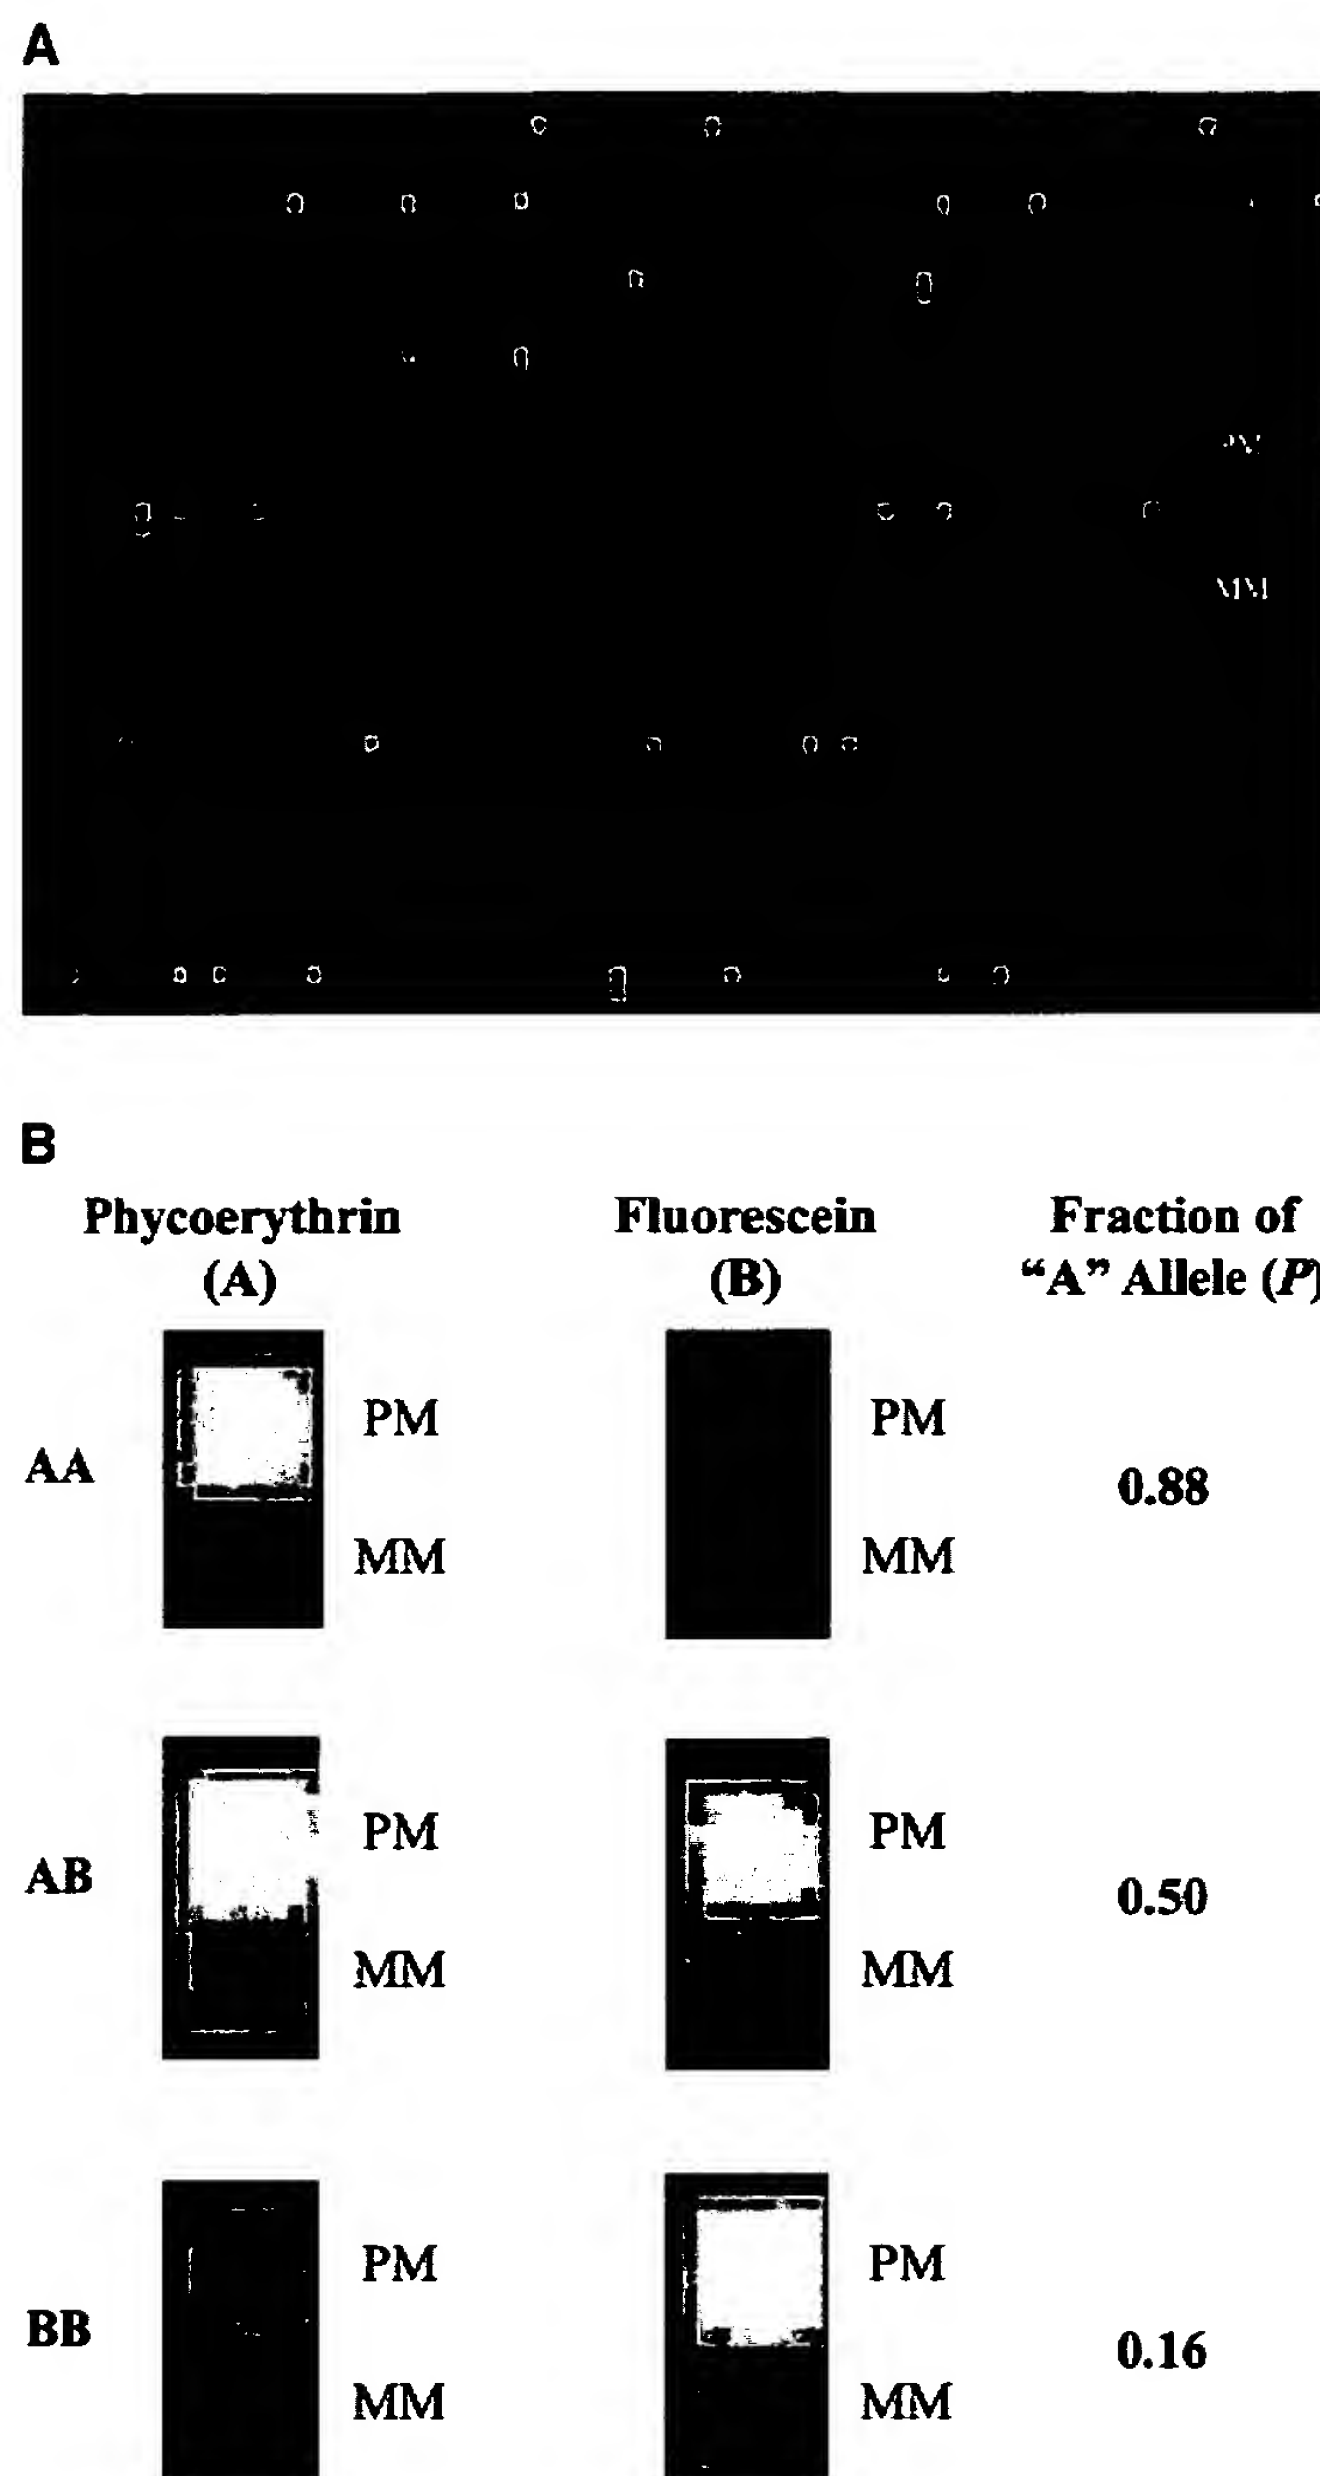 A
MM
B
Phycoerythrin
(A)
Fluorescein
(B)
Fraction of
“A” Allele (P)
AA
PM
MM
PM
MM
0.88
AB
PM
MM
PM
MM
0.50
BB
PM
MM
PM
MM
0.16